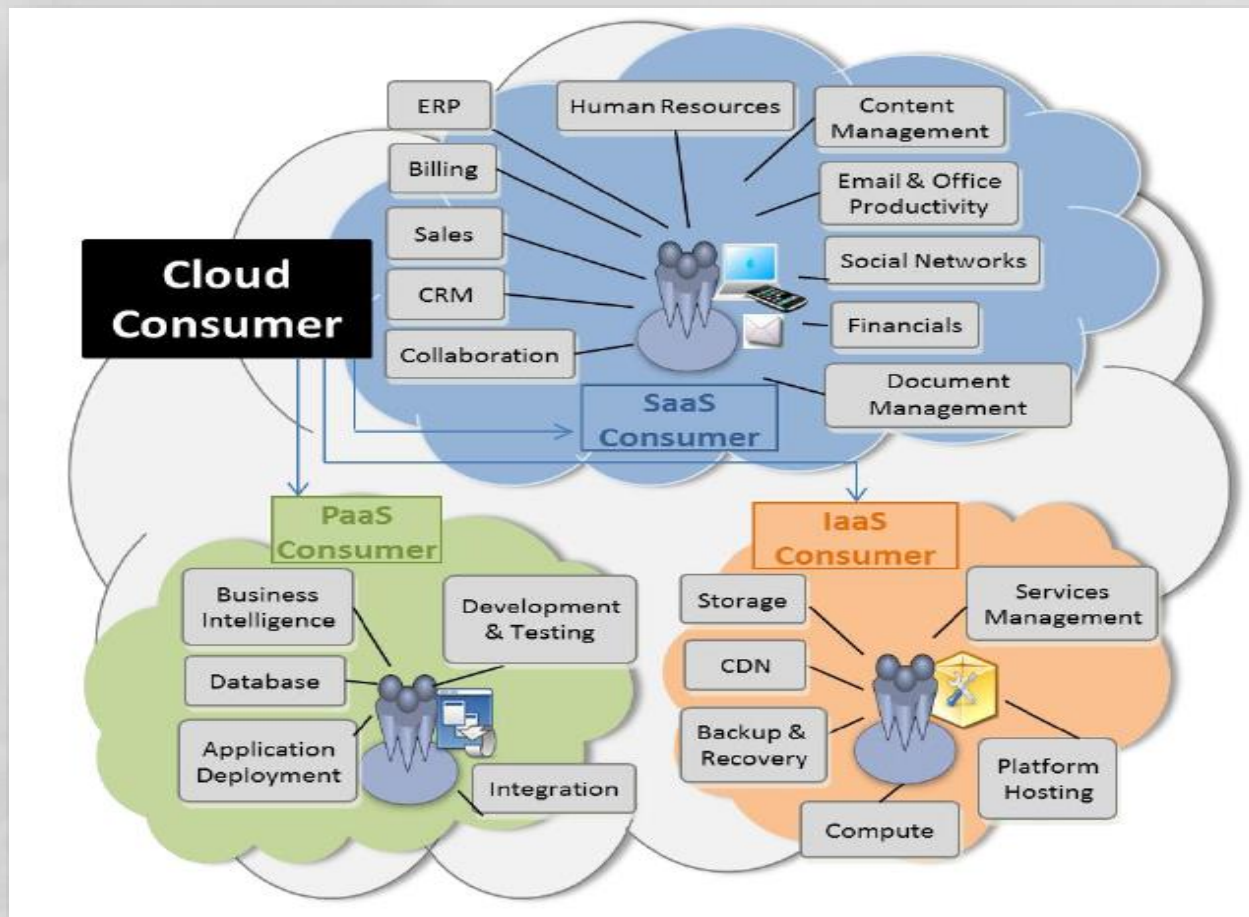 ERP
Human Resources
Content
Management
Billing
Email & Office
Productivity
Sales
Social Networks
Cloud
Consumer
CRM
Financials
Collaboration
Document
Management
SaaS
Consumer
PaaS
Consumer
Business
Intelligence
Development
& Testing
Database
Application
Deployment
Integration
IaaS
Consumer
Storage
Services
Management
CDN
Backup &
Recovery
Platform
Hosting
Compute